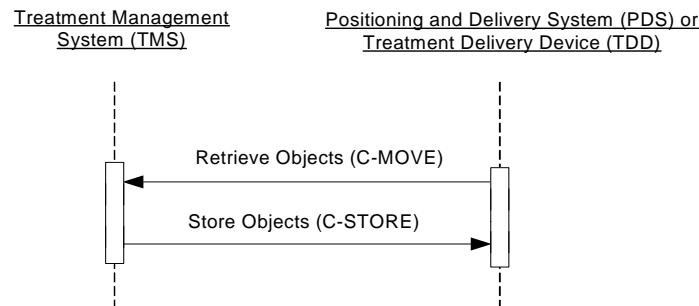 Treatment Management
System (TMS)
Positioning and Delivery System (PDS) or
Treatment Delivery Device (TDD)
Retrieve Objects (C-MOVE)
Store Objects (C-STORE)